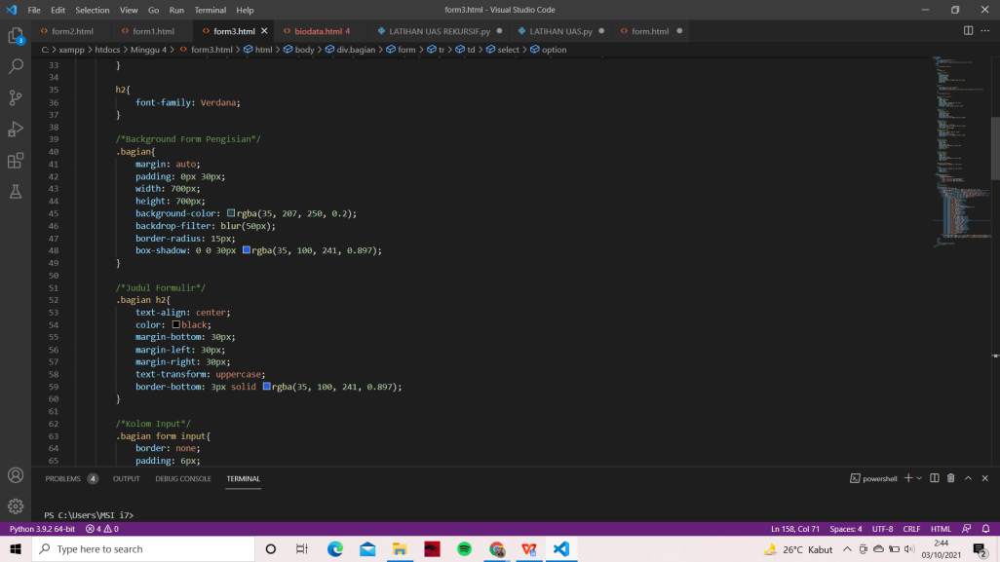 File Edit Selection View Go Run Terminal Help form3.html - Visual Studio Code
form2.html form1.html form3.html biodata.html 4 LATIHAN UAS REKURSIF.py LATIHAN UAS.py form.html
C: > xampp > htdocs > Minggu 4 > form3.html > html > body > div.bagian > form > tr > td > select > option
33 }
34
35 h2{
36 font-family: Verdana;
37 }
38
39 /*Background Form Pengisian*/
40 .bagian{
41 margin: auto;
42 padding: 0px 30px;
43 width: 700px;
44 height: 700px;
45 background-color: rgba(35, 207, 250, 0.2);
46 backdrop-filter: blur(50px);
47 border-radius: 15px;
48 box-shadow: 0 0 30px rgba(35, 100, 241, 0.897);
49 }
50
51 /*Judul Formulir*/
52 .bagian h2{
53 text-align: center;
54 color: black;
55 margin-bottom: 30px;
56 margin-left: 30px;
57 margin-right: 30px;
58 text-transform: uppercase;
59 border-bottom: 3px solid rgba(35, 100, 241, 0.897);
60 }
61
62 /*Kolom Input*/
63 .bagian form input{
64 border: none;
65 padding: 6px;
PROBLEMS 4 OUTPUT DEBUG CONSOLE TERMINAL powershell
PS C:\Users\MSI i7>
Python 3.9.2 64-bit 4 0 Ln 158, Col 71 Spaces: 4 UTF-8 CRLF HTML
Type here to search 26°C Kabut 2:44
03/10/2021 2